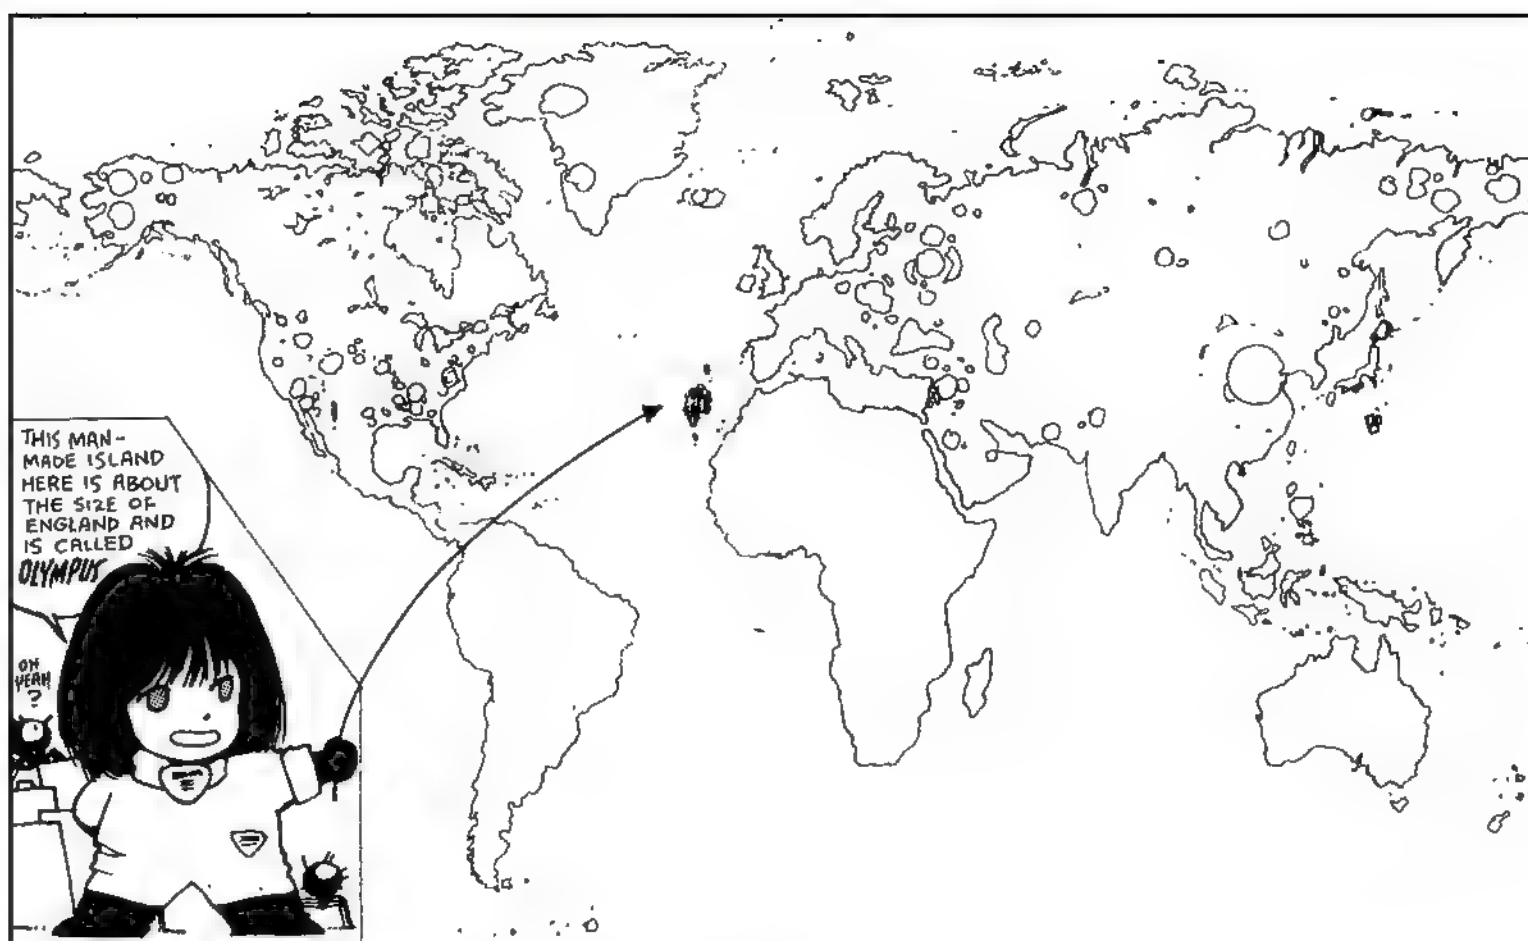 THIS MAN-
MADE ISLAND
HERE IS ABOUT
THE SIZE OF
ENGLAND AND
IS CALLED
OLYMPUS
OH
YEAH
?